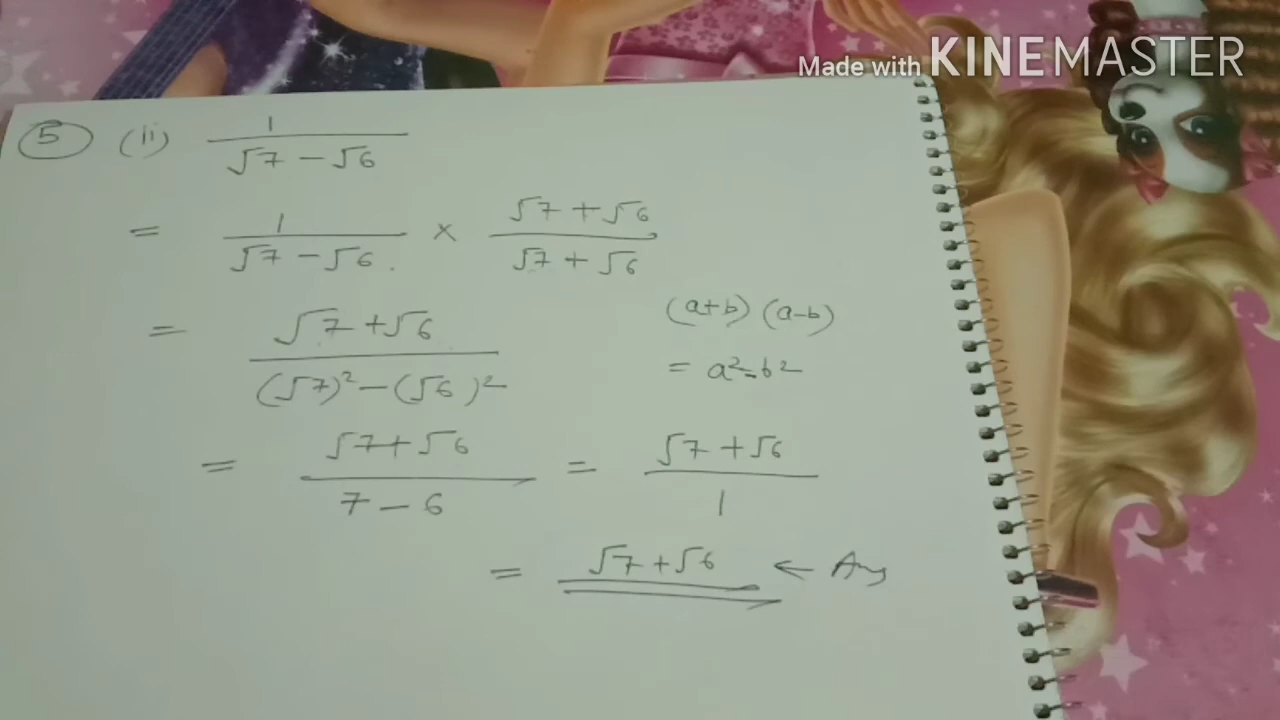 Made with KINEMASTER
5 (ii) 1/(√7 − √6)
= 1/(√7 − √6) × (√7 + √6)/(√7 + √6)
= (√7 + √6)/((√7)² − (√6)²)
(a+b) (a−b)
= a² − b²
= (√7 + √6)/(7 − 6) = (√7 + √6)/1
= √7 + √6 ← Ans